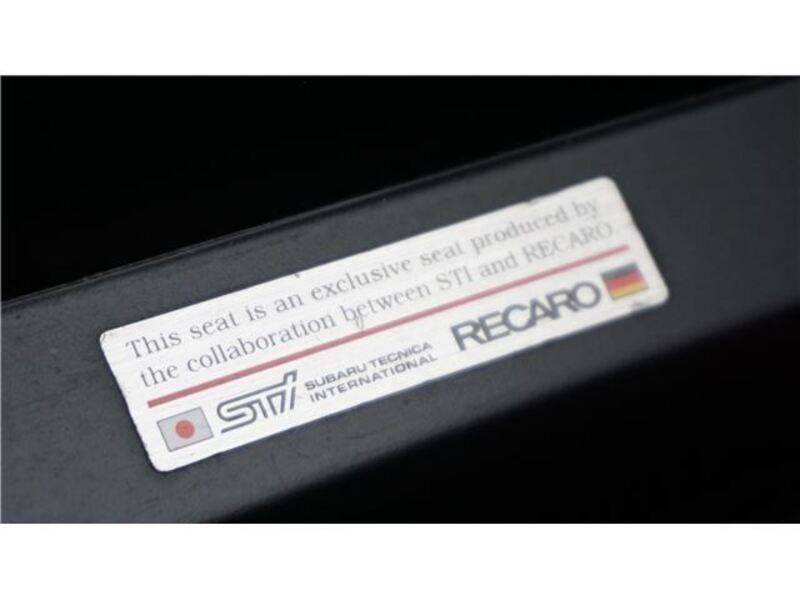 This seat is an exclusive seat produced by
the collaboration between STI and RECARO.
STI SUBARU TECNICA
INTERNATIONAL
RECARO